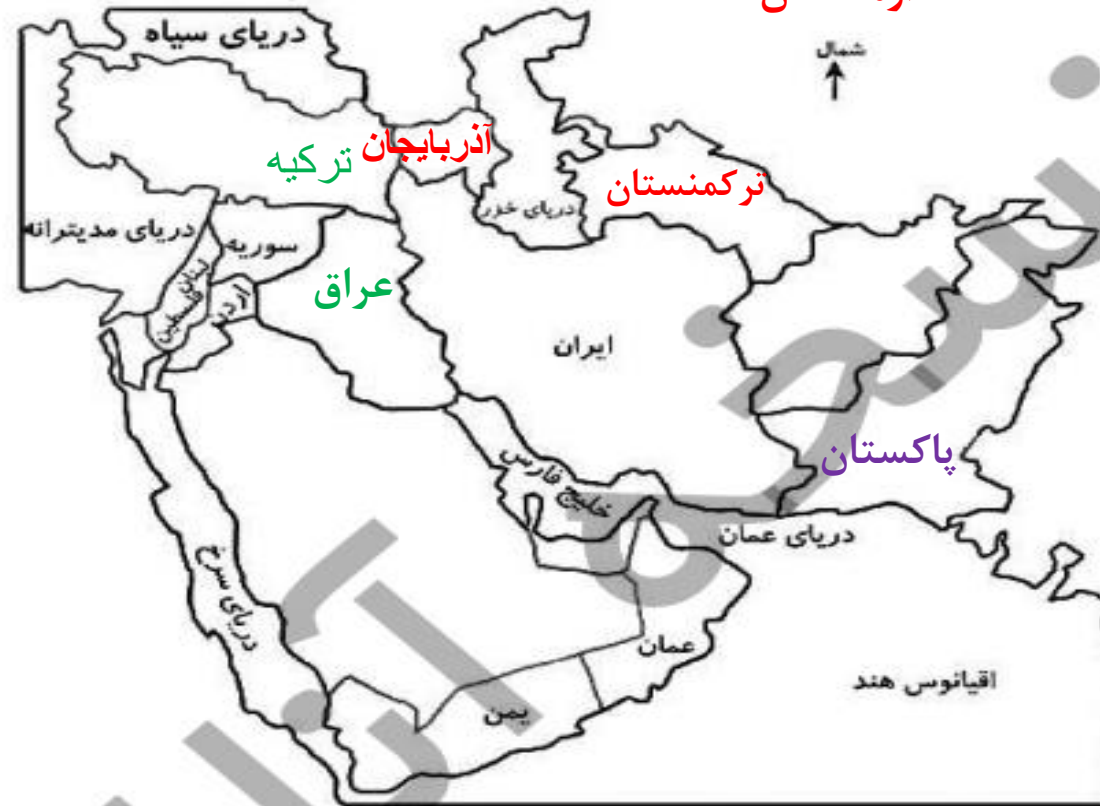 دریای سیاه
شمال
آذربایجان
ترکیه
ترکمنستان
دریای خزر
دریای مدیترانه
سوریه
لبنان
فلسطین
اردن
عراق
ایران
پاکستان
خلیج فارس
دریای عمان
دریای سرخ
عمان
اقیانوس هند
یمن